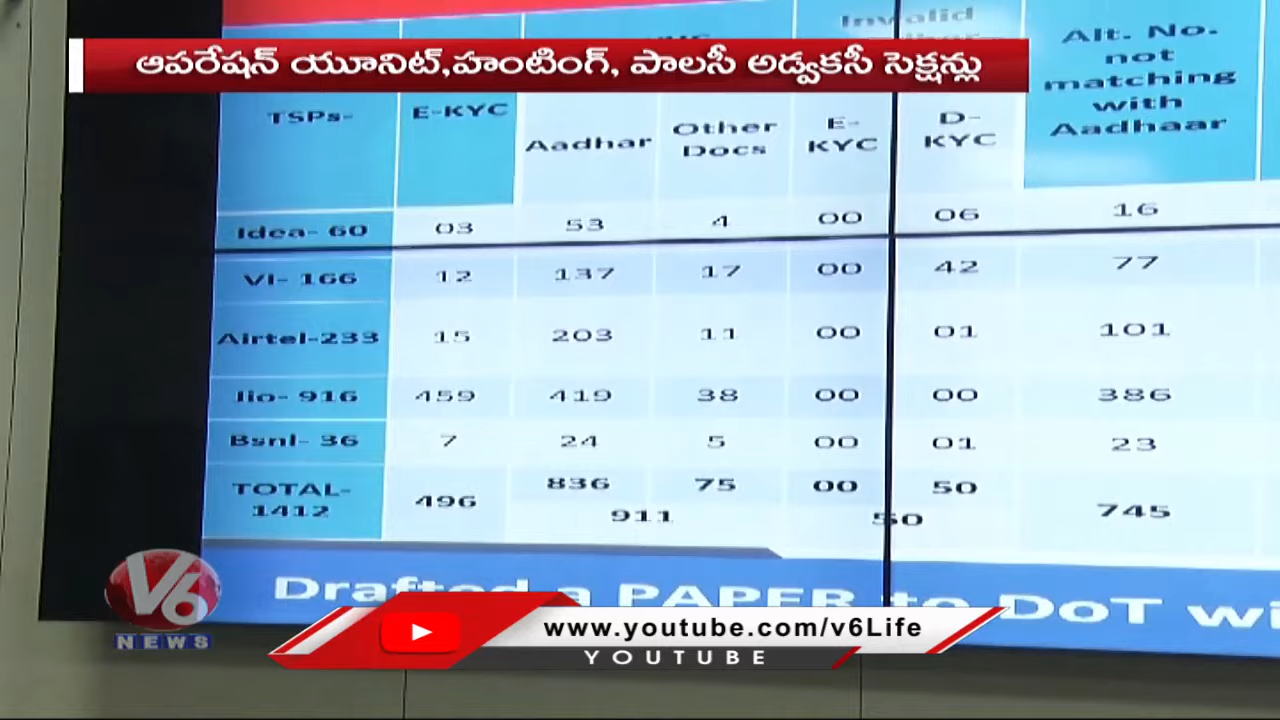 Invalid
ఆపరేషన్ యూనిట్,హంటింగ్, పాలసీ అడ్వకసీ సెక్షన్లు
Alt. No. not matching with Aadhaar
TSPs- E-KYC Aadhar Other Docs E-KYC D-KYC
Idea- 60 03 53 4 00 06 16
VI- 166 12 137 17 00 42 77
Airtel-233 15 203 11 00 01 101
Jio- 916 459 419 38 00 00 386
Bsnl- 36 7 24 5 00 01 23
TOTAL-1412 496 836 75 00 50 745
911 50
Drafted a PAPER to DoT wi
V6
NEWS
www.youtube.com/v6Life
YOUTUBE